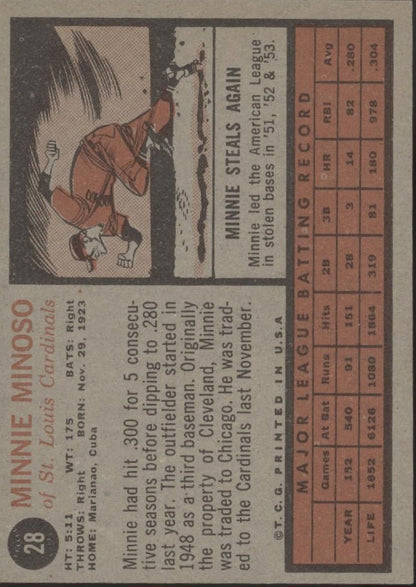 28
MINNIE MINOSO
of St. Louis Cardinals
HT: 5:11 WT: 175 BATS: Right
THROWS: Right BORN: Nov. 29, 1923
HOME: Marianao, Cuba
Minnie had hit .300 for 5 consecu-
tive seasons before dipping to .280
last year. The outfielder started in
1948 as a third baseman. Originally
the property of Cleveland, Minnie
was traded to Chicago. He was trad-
ed to the Cardinals last November.
©T.C.G. PRINTED IN U.S.A
MINNIE STEALS AGAIN
Minnie led the American League
in stolen bases in '51, '52 & '53.
MAJOR LEAGUE BATTING RECORD
Games At Bat Runs Hits 2B 3B HR RBI Avg
YEAR 152 540 91 151 28 3 14 82 .280
LIFE 1652 6126 1080 1864 319 81 180 978 .304